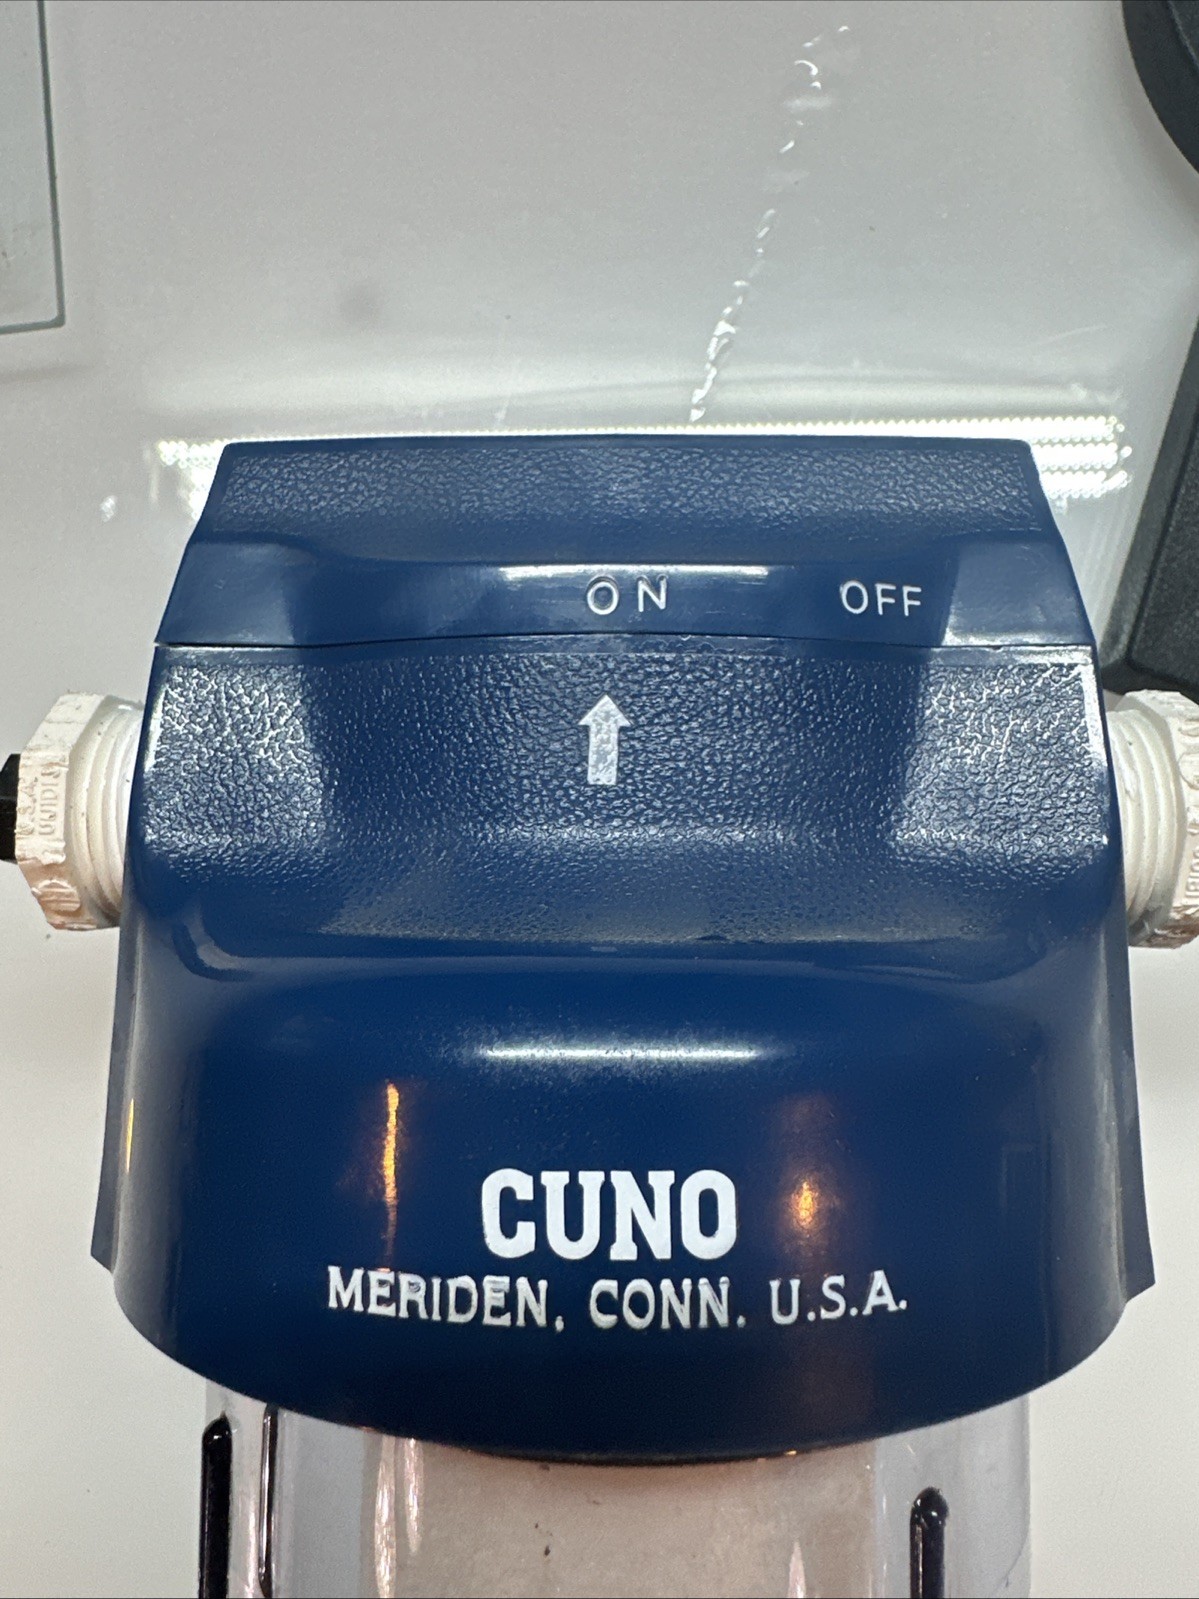 ON OFF
CUNO
MERIDEN, CONN. U.S.A.